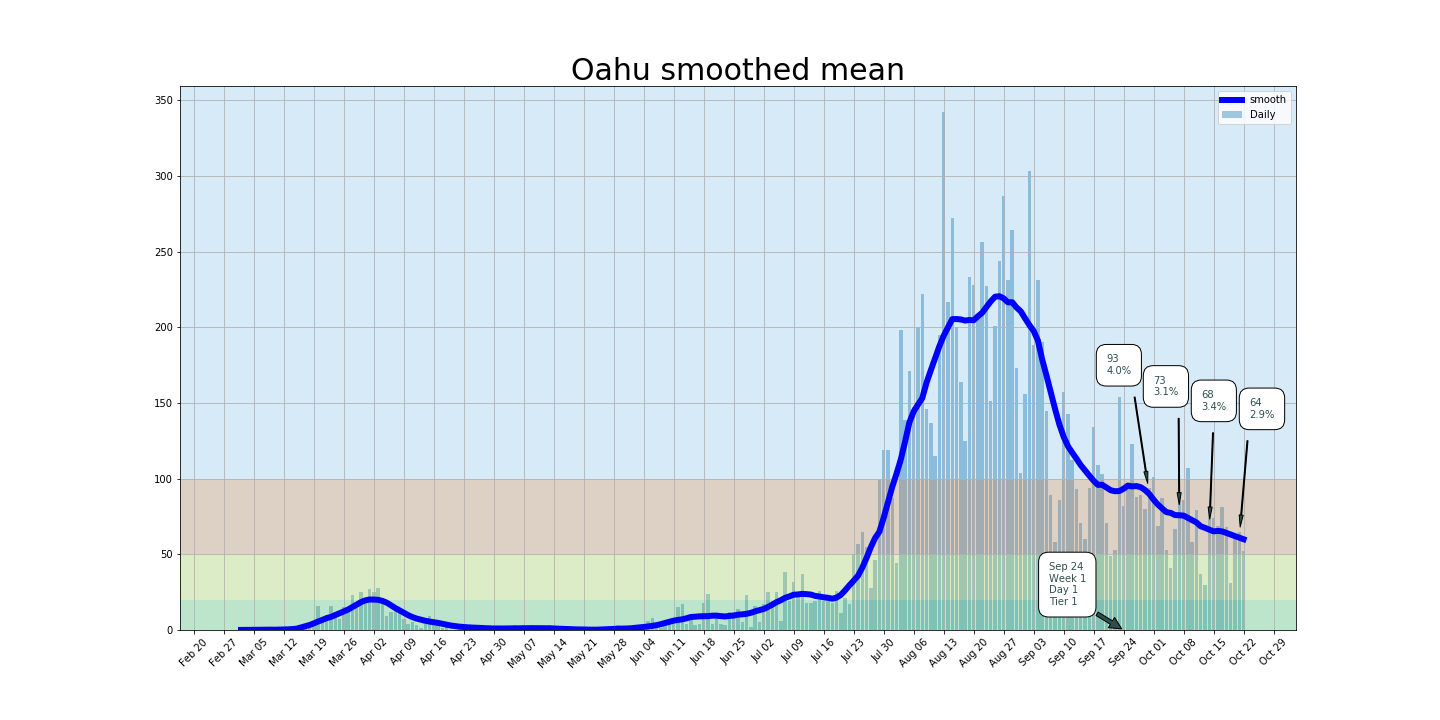 Oahu smoothed mean
smooth
Daily
350
300
250
200
150
100
50
0
93
4.0%
73
3.1%
68
3.4%
64
2.9%
Sep 24
Week 1
Day 1
Tier 1
Feb 20
Feb 27
Mar 05
Mar 12
Mar 19
Mar 26
Apr 02
Apr 09
Apr 16
Apr 23
Apr 30
May 07
May 14
May 21
May 28
Jun 04
Jun 11
Jun 18
Jun 25
Jul 02
Jul 09
Jul 16
Jul 23
Jul 30
Aug 06
Aug 13
Aug 20
Aug 27
Sep 03
Sep 10
Sep 17
Sep 24
Oct 01
Oct 08
Oct 15
Oct 22
Oct 29